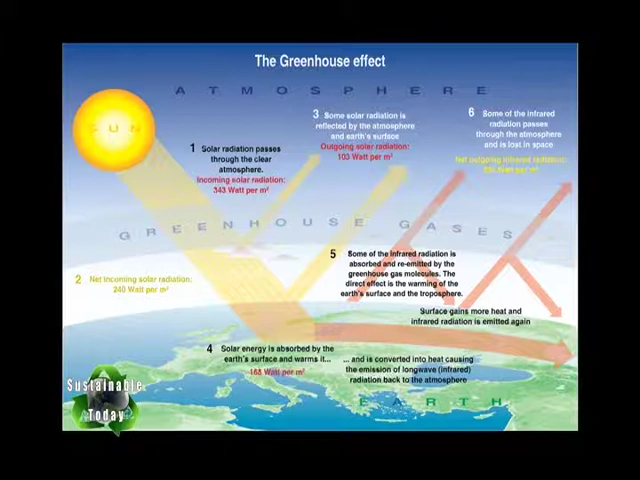 The Greenhouse effect
ATMOSPHERE
SUN
1 Solar radiation passes
through the clear
atmosphere.
Incoming solar radiation:
343 Watt per m²
3 Some solar radiation is
reflected by the atmosphere
and earth's surface
Outgoing solar radiation:
103 Watt per m²
6 Some of the infrared
radiation passes
through the atmosphere
and is lost in space
Net outgoing infrared radiation:
Watt per m²
GREENHOUSE GASES
2 Net incoming solar radiation:
240 Watt per m²
5 Some of the infrared radiation is
absorbed and re-emitted by the
greenhouse gas molecules. The
direct effect is the warming of the
earth's surface and the troposphere.
Surface gains more heat and
infrared radiation is emitted again
4 Solar energy is absorbed by the
earth's surface and warms it...
168 Watt per m²
... and is converted into heat causing
the emission of longwave (infrared)
radiation back to the atmosphere
EARTH
Sustainable
Today